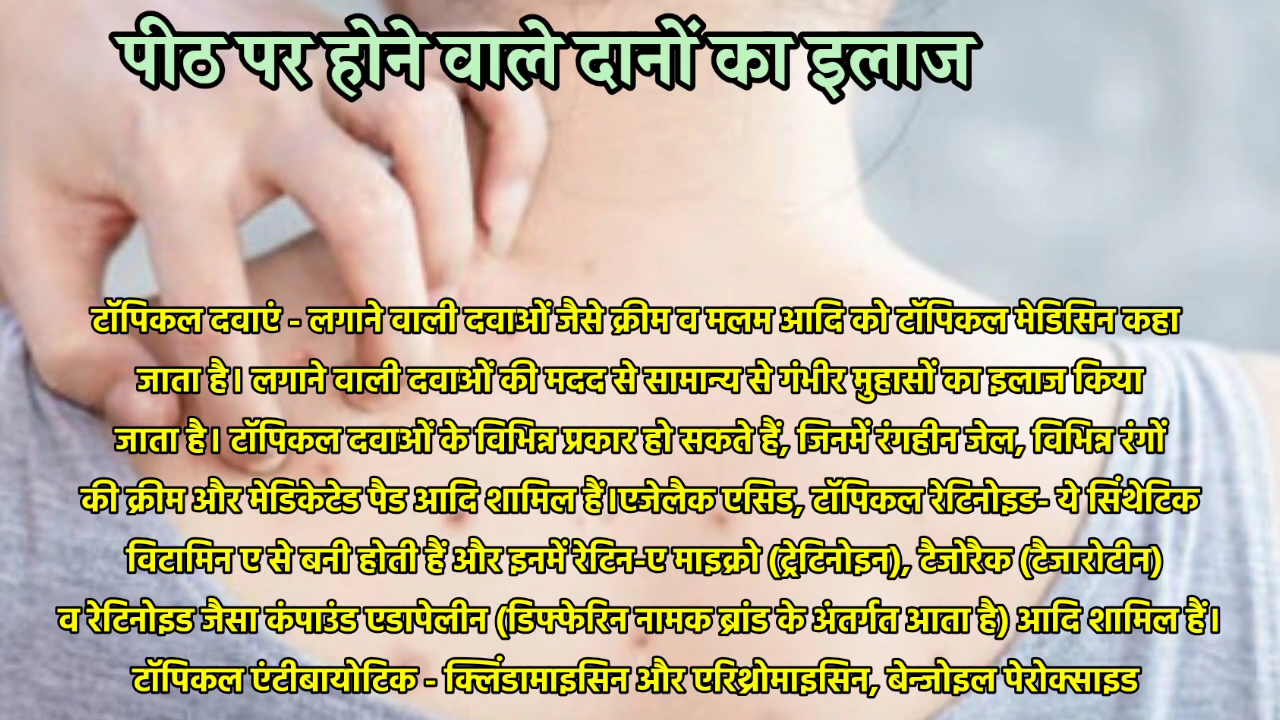 पीठ पर होने वाले दानों का इलाज
टॉपिकल दवाएं - लगाने वाली दवाओं जैसे क्रीम व मलम आदि को टॉपिकल मेडिसिन कहा
जाता है। लगाने वाली दवाओं की मदद से सामान्य से गंभीर मुहासों का इलाज किया
जाता है। टॉपिकल दवाओं के विभिन्न प्रकार हो सकते हैं, जिनमें रंगहीन जेल, विभिन्न रंगों
की क्रीम और मेडिकेटेड पैड आदि शामिल हैं।एजेलैक एसिड, टॉपिकल रेटिनोइड- ये सिंथेटिक
विटामिन ए से बनी होती हैं और इनमें रेटिन-ए माइक्रो (ट्रेटिनोइन), टैजोरैक (टैजारोटीन)
व रेटिनोइड जैसा कंपाउंड एडापेलीन (डिफ्फेरिन नामक ब्रांड के अंतर्गत आता है) आदि शामिल हैं।
टॉपिकल एंटीबायोटिक - क्लिंडामाइसिन और एरिथ्रोमाइसिन, बेन्जोइल पेरोक्साइड